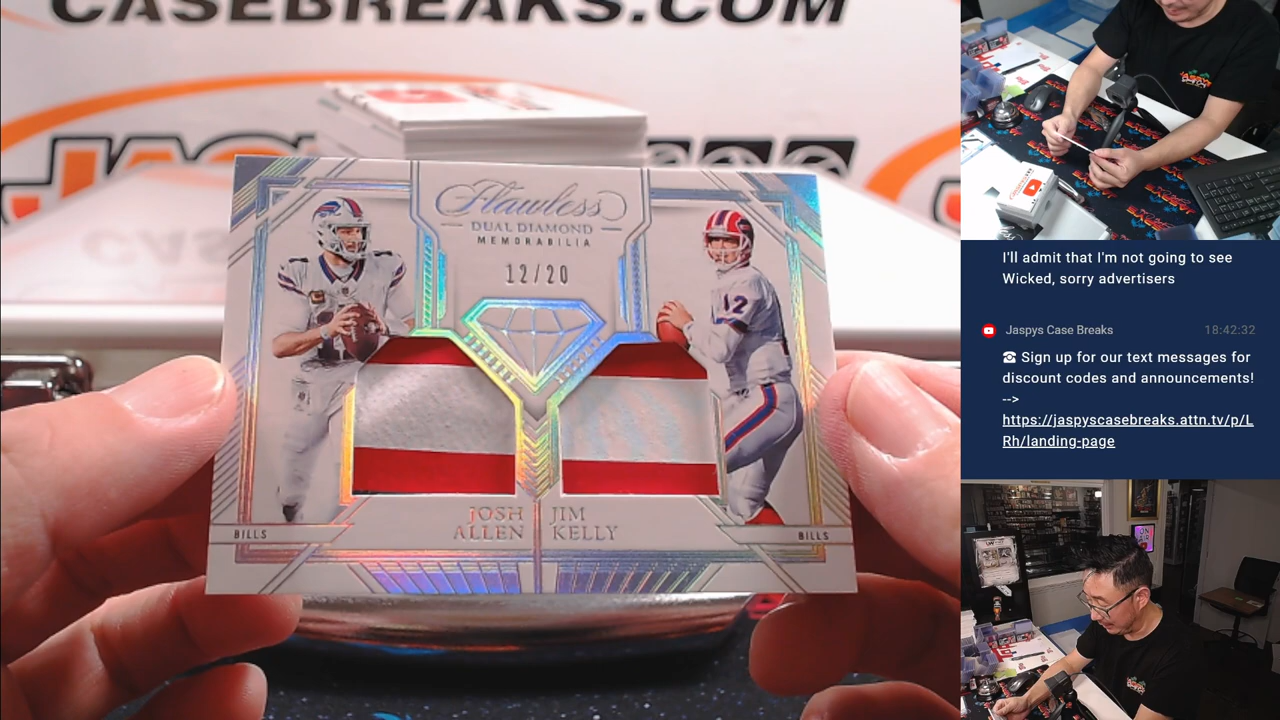 CASEBREAKS.COM
Flawless
DUAL DIAMOND
MEMORABILIA
12/20
12
JOSH
ALLEN
JIM
KELLY
BILLS
BILLS
I'll admit that I'm not going to see
Wicked, sorry advertisers
Jaspys Case Breaks
18:42:32
☎ Sign up for our text messages for
discount codes and announcements!
-->
https://jaspyscasebreaks.attn.tv/p/L
Rh/landing-page